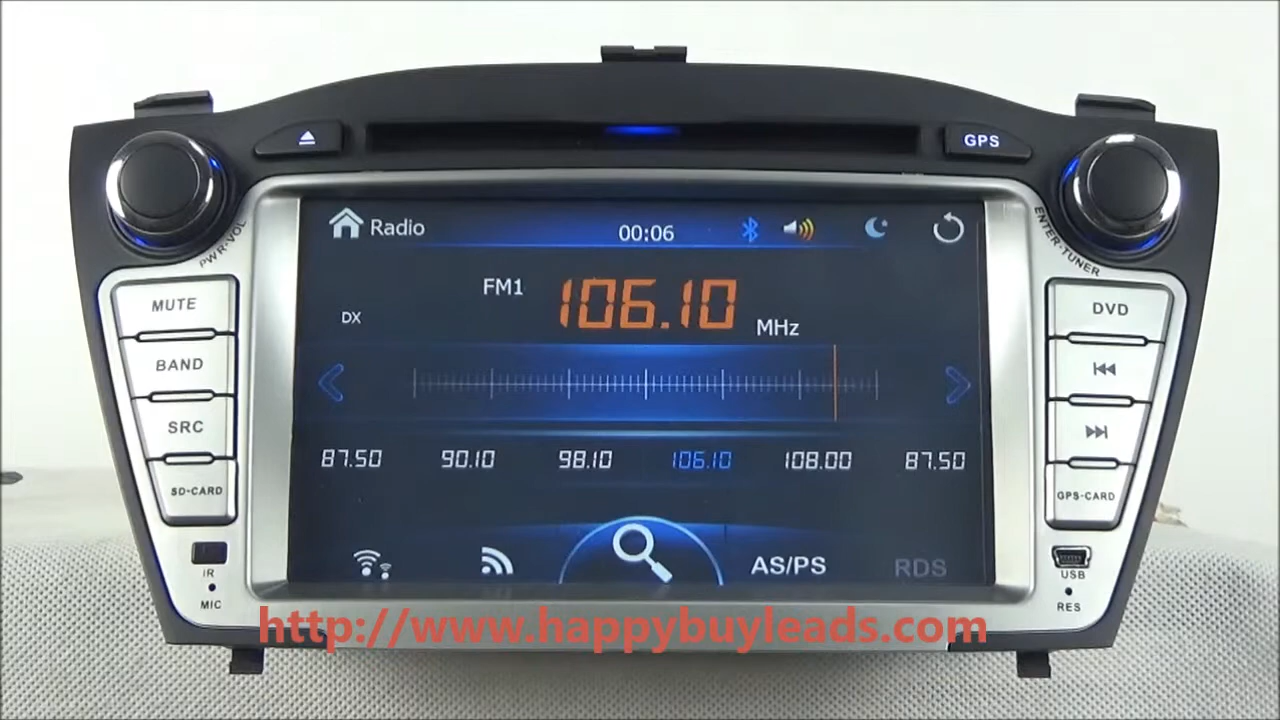 GPS
PWR-VOL
ENTER-TUNER
Radio
00:06
MUTE
BAND
SRC
SD-CARD
IR
MIC
FM1
106.10
MHz
DX
87.50
90.10
98.10
106.10
108.00
87.50
AS/PS
RDS
DVD
GPS-CARD
USB
RES
http://www.happybuyleads.com